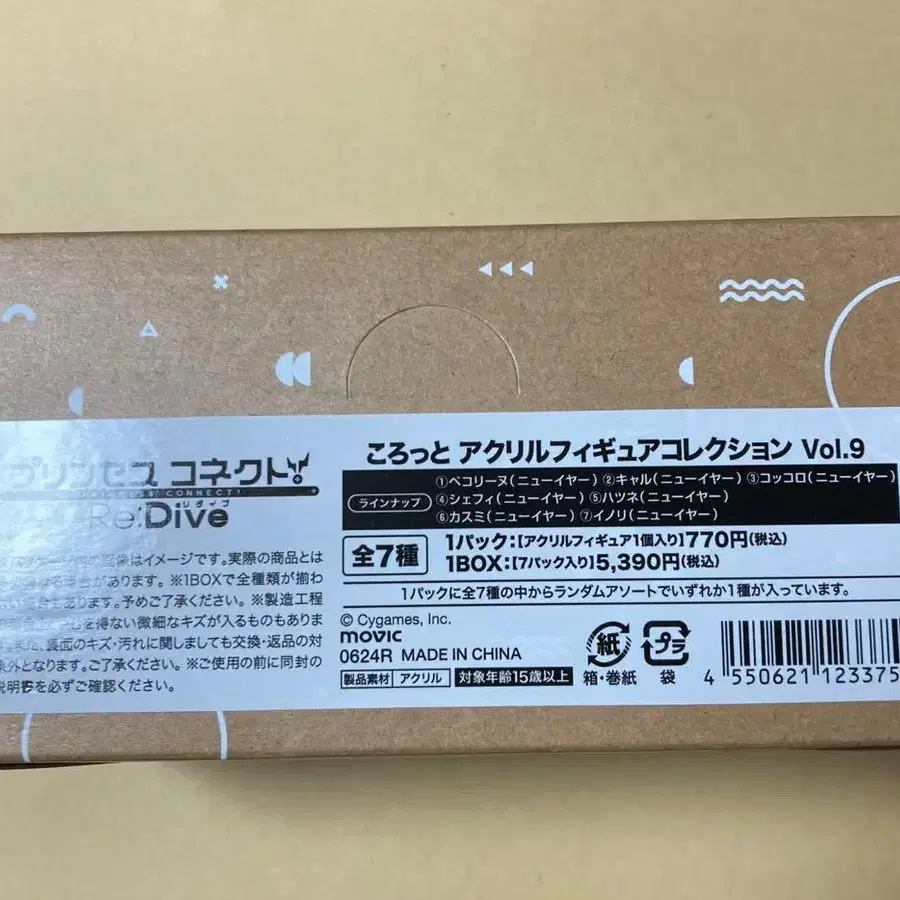 プリンセス コネクト!
CONNECT!
リダイブ
Re:Dive
画像はイメージです。実際の商品とは
場合があります。※1BOXで全種類が揃わ
場合もあります。予めご了承ください。※製造工程
を得ない微細なキズが入るものもありま
裏面のキズ・汚れに関しましても交換・返品の対
象外となります。ご了承ください。※ご使用の前に同封の
説明書を必ずご確認ください。
ころっと アクリルフィギュアコレクション Vol.9
ラインナップ
①ペコリーヌ(ニューイヤー) ②キャル(ニューイヤー) ③コッコロ(ニューイヤー)
④シェフィ(ニューイヤー) ⑤ハツネ(ニューイヤー)
⑥カスミ(ニューイヤー) ⑦イノリ(ニューイヤー)
全7種
1パック:【アクリルフィギュア1個入り】770円(税込)
1BOX:【7パック入り】5,390円(税込)
1パックに全7種の中からランダムアソートでいずれか1種が入っています。
© Cygames, Inc.
movic
0624R MADE IN CHINA
製品素材 アクリル 対象年齢15歳以上
紙
箱・巻紙
プラ
袋
4 550621 123375